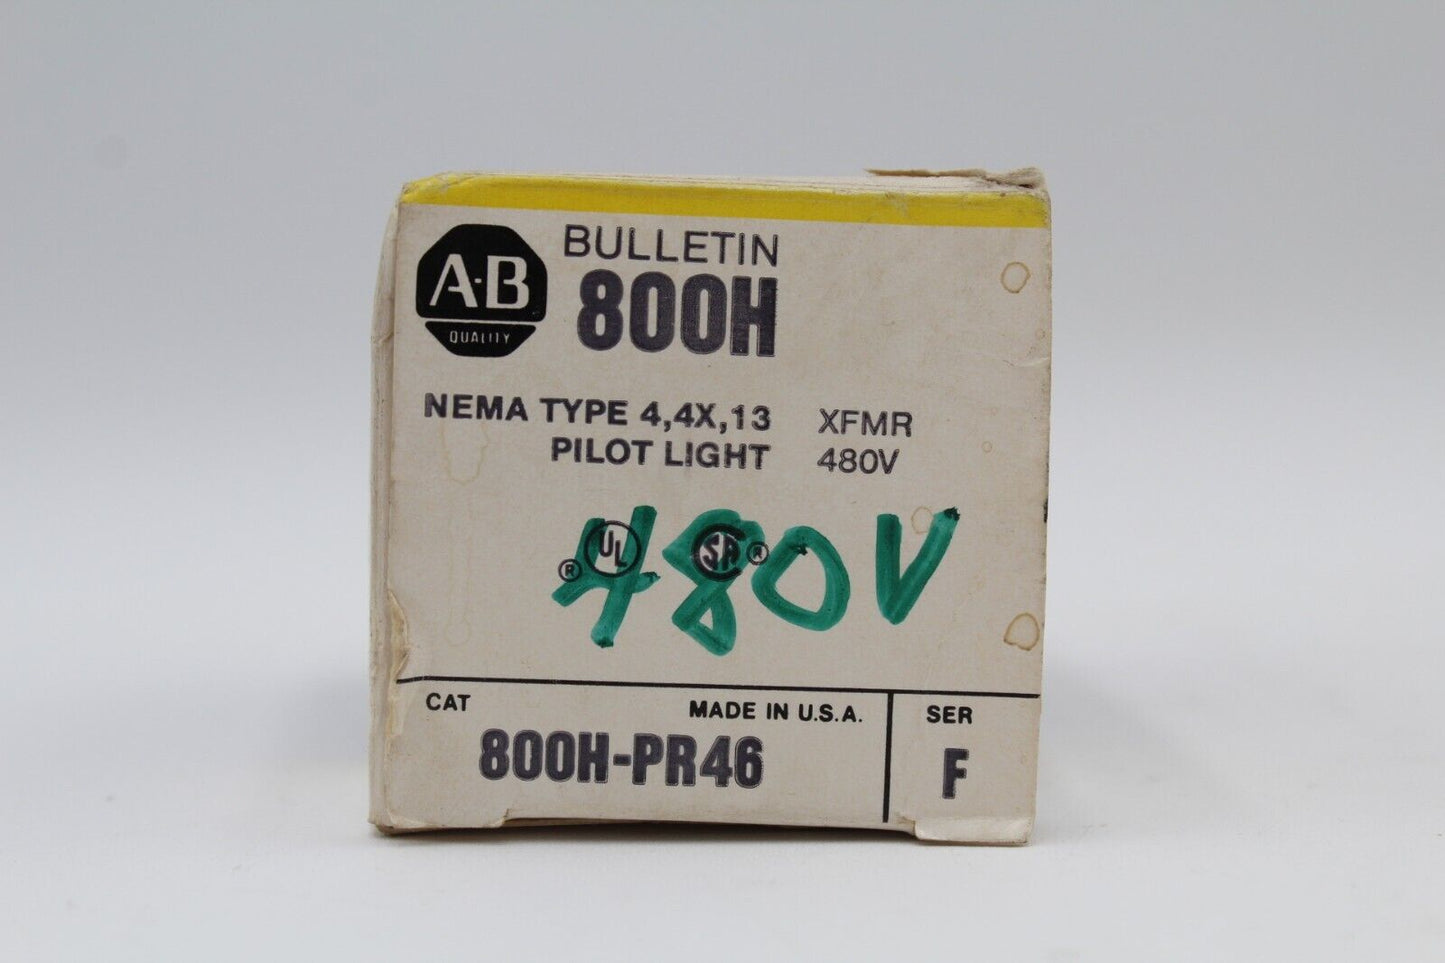 A-B
QUALITY
BULLETIN
800H
NEMA TYPE 4,4X,13 XFMR
PILOT LIGHT 480V
® UL SA ®
480V
CAT MADE IN U.S.A. SER
800H-PR46 F